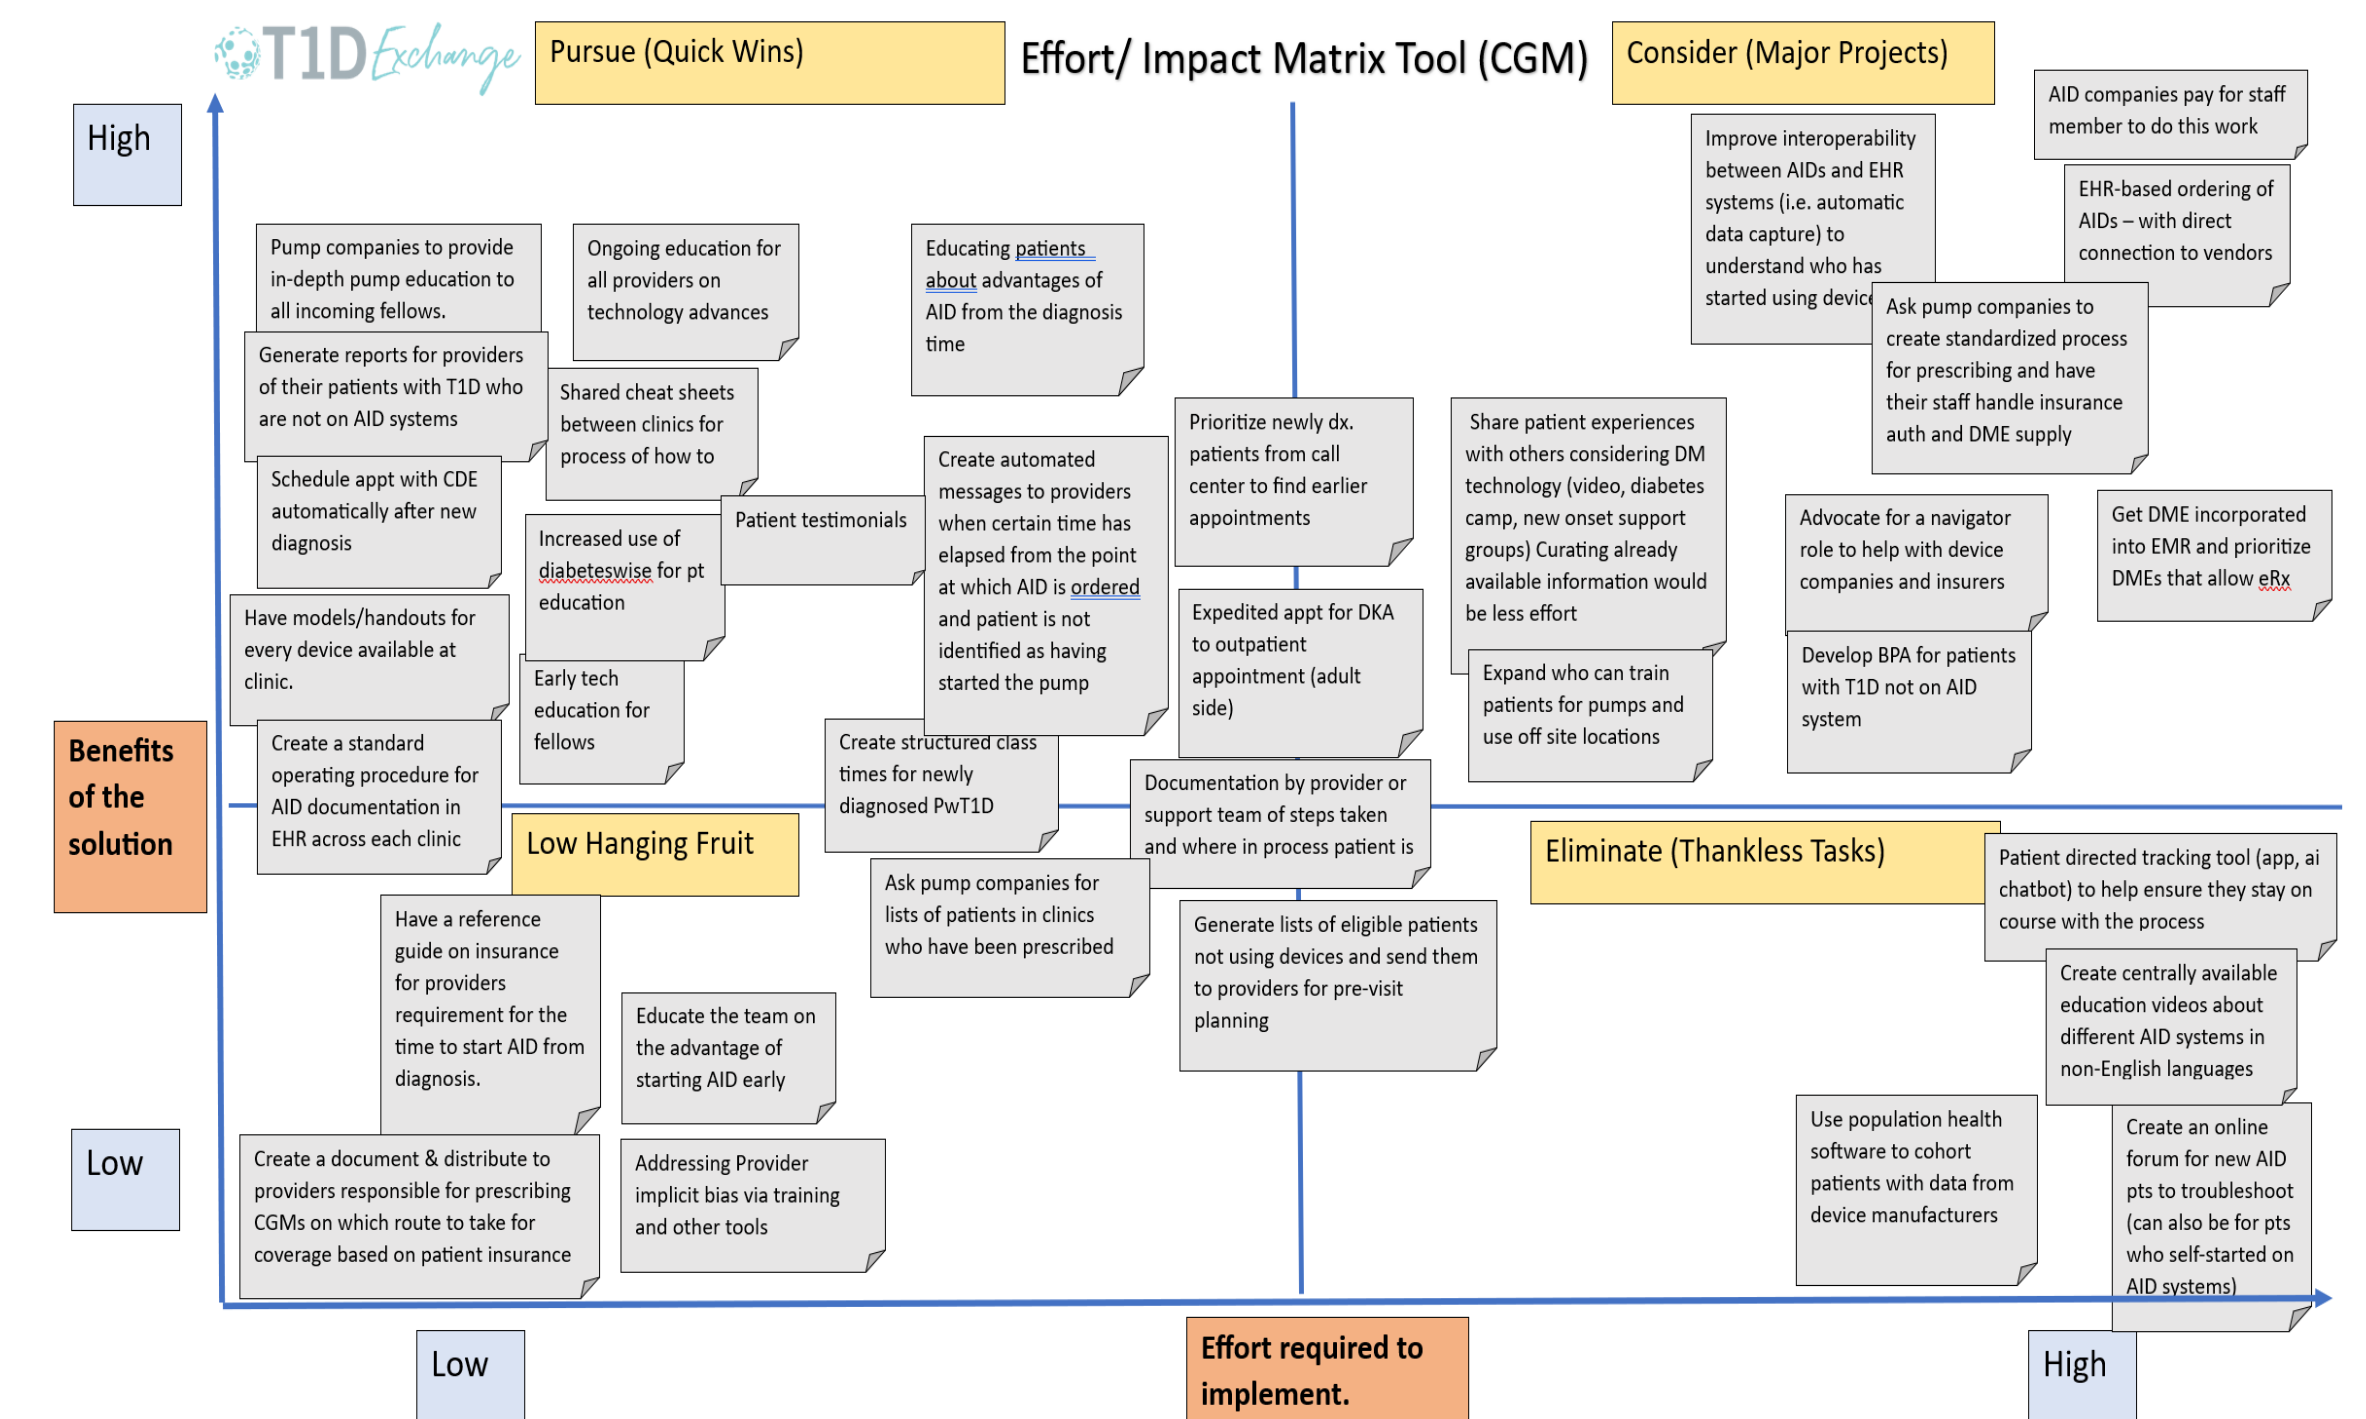 T1D Exchange
Pursue (Quick Wins)
Effort/ Impact Matrix Tool (CGM)
Consider (Major Projects)
High
AID companies pay for staff
member to do this work
Improve interoperability
between AIDs and EHR
systems (i.e. automatic
data capture) to
understand who has
started using device
EHR-based ordering of
AIDs – with direct
connection to vendors
Pump companies to provide
in-depth pump education to
all incoming fellows.
Ongoing education for
all providers on
technology advances
Educating patients
about advantages of
AID from the diagnosis
time
Ask pump companies to
create standardized process
for prescribing and have
their staff handle insurance
auth and DME supply
Generate reports for providers
of their patients with T1D who
are not on AID systems
Shared cheat sheets
between clinics for
process of how to
Prioritize newly dx.
patients from call
center to find earlier
appointments
Share patient experiences
with others considering DM
technology (video, diabetes
camp, new onset support
groups) Curating already
available information would
be less effort
Create automated
messages to providers
when certain time has
elapsed from the point
at which AID is ordered
and patient is not
identified as having
started the pump
Schedule appt with CDE
automatically after new
diagnosis
Patient testimonials
Advocate for a navigator
role to help with device
companies and insurers
Get DME incorporated
into EMR and prioritize
DMEs that allow eRx
Increased use of
diabeteswise for pt
education
Have models/handouts for
every device available at
clinic.
Expedited appt for DKA
to outpatient
appointment (adult
side)
Early tech
education for
fellows
Expand who can train
patients for pumps and
use off site locations
Develop BPA for patients
with T1D not on AID
system
Benefits
of the
solution
Create a standard
operating procedure for
AID documentation in
EHR across each clinic
Create structured class
times for newly
diagnosed PwT1D
Documentation by provider or
support team of steps taken
and where in process patient is
Low Hanging Fruit
Eliminate (Thankless Tasks)
Patient directed tracking tool (app, ai
chatbot) to help ensure they stay on
course with the process
Ask pump companies for
lists of patients in clinics
who have been prescribed
Have a reference
guide on insurance
for providers
requirement for the
time to start AID from
diagnosis.
Generate lists of eligible patients
not using devices and send them
to providers for pre-visit
planning
Create centrally available
education videos about
different AID systems in
non-English languages
Educate the team on
the advantage of
starting AID early
Low
Use population health
software to cohort
patients with data from
device manufacturers
Create an online
forum for new AID
pts to troubleshoot
(can also be for pts
who self-started on
AID systems)
Create a document & distribute to
providers responsible for prescribing
CGMs on which route to take for
coverage based on patient insurance
Addressing Provider
implicit bias via training
and other tools
Low
Effort required to
implement.
High